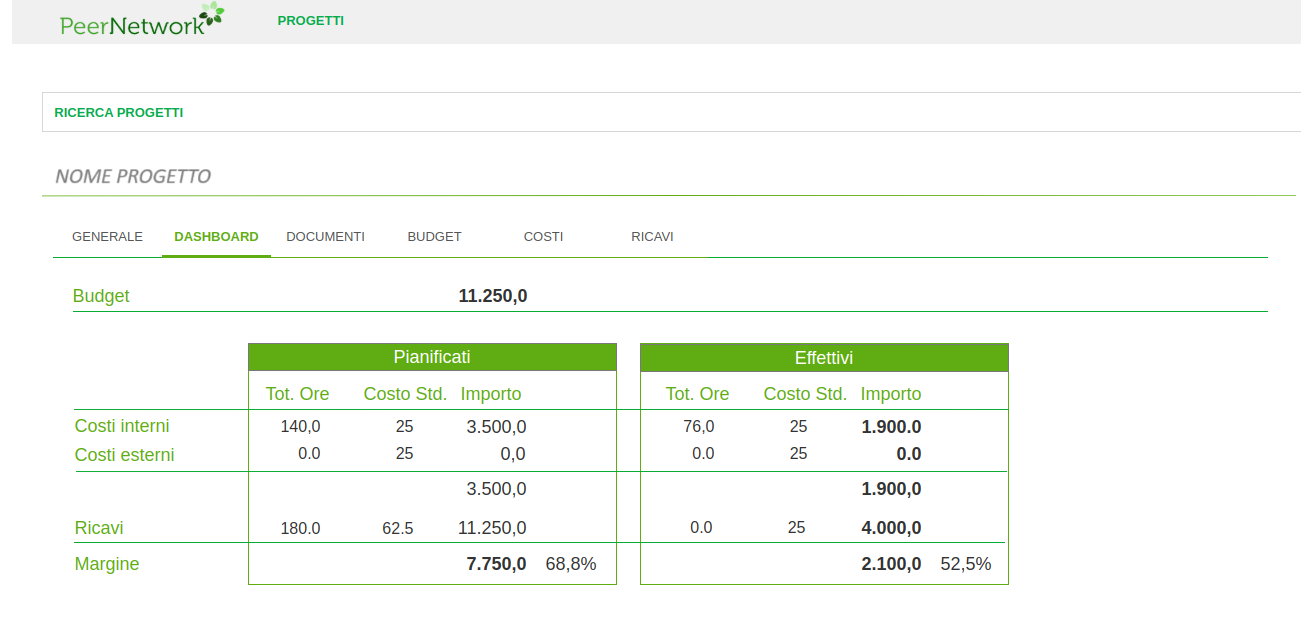 PeerNetwork PROGETTI
RICERCA PROGETTI
NOME PROGETTO
GENERALE DASHBOARD DOCUMENTI BUDGET COSTI RICAVI
Budget 11.250,0
Pianificati Effettivi
Tot. Ore Costo Std. Importo Tot. Ore Costo Std. Importo
Costi interni 140,0 25 3.500,0 76,0 25 1.900.0
Costi esterni 0.0 25 0,0 0.0 25 0.0
3.500,0 1.900,0
Ricavi 180.0 62.5 11.250,0 0.0 25 4.000,0
Margine 7.750,0 68,8% 2.100,0 52,5%